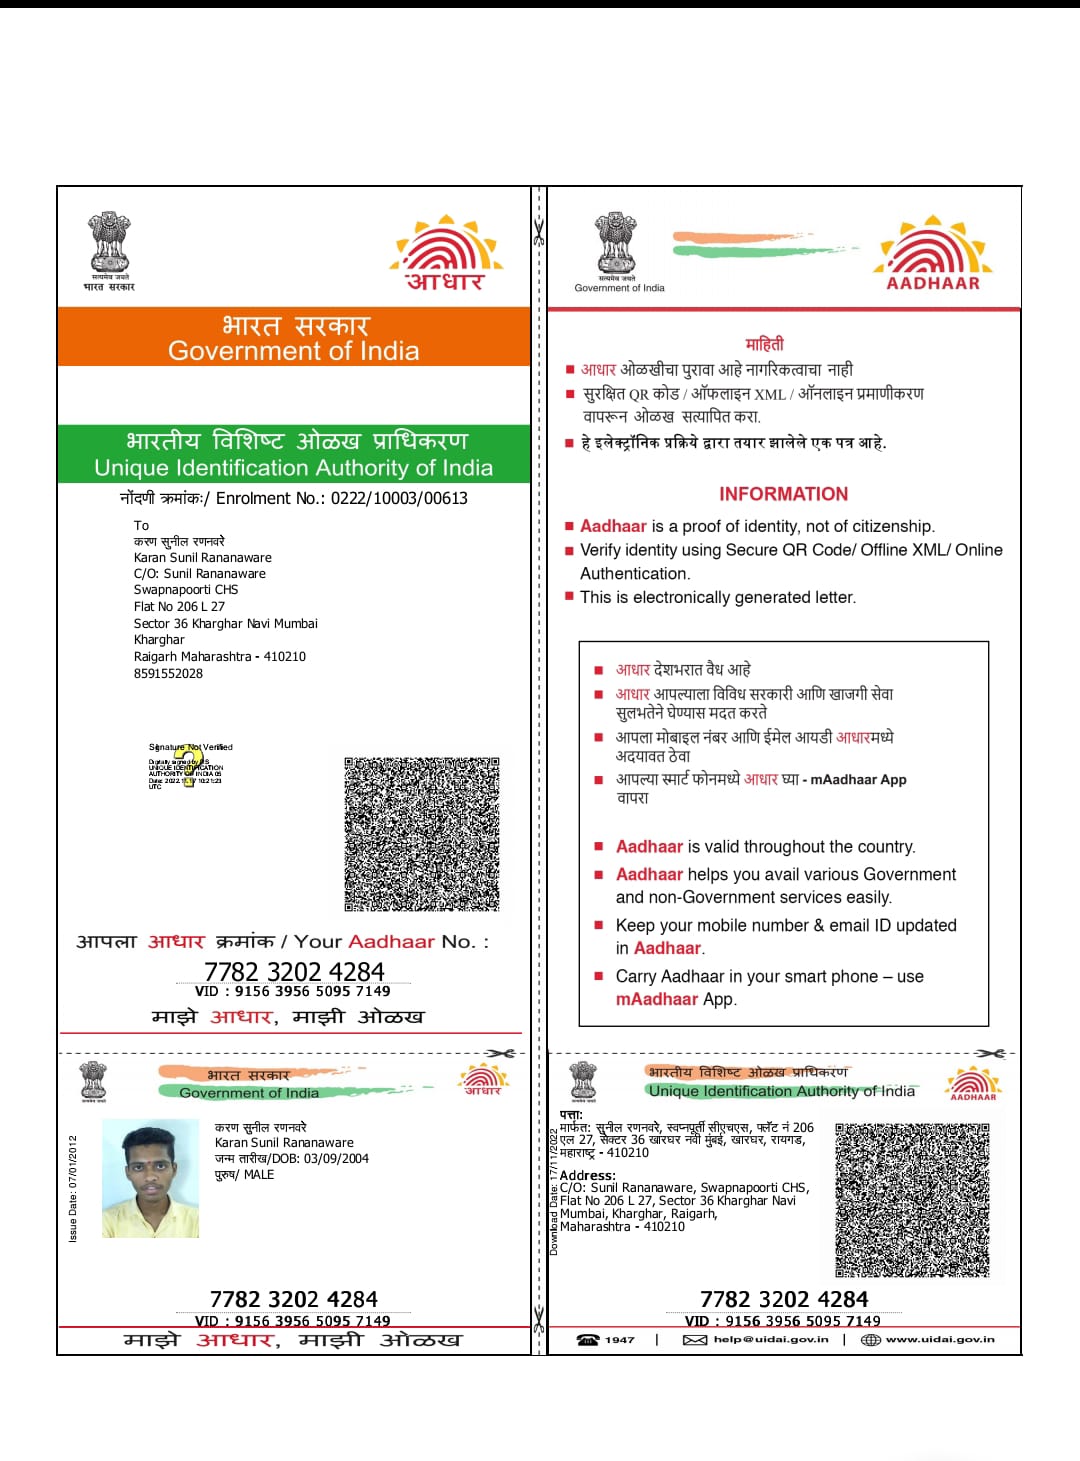 सत्यमेव जयते
भारत सरकार
आधार
भारत सरकार
Government of India
भारतीय विशिष्ट ओळख प्राधिकरण
Unique Identification Authority of India
नोंदणी क्रमांक:/ Enrolment No.: 0222/10003/00613
To
करण सुनील रणनवरे
Karan Sunil Rananaware
C/O: Sunil Rananaware
Swapnapoorti CHS
Flat No 206 L 27
Sector 36 Kharghar Navi Mumbai
Kharghar
Raigarh Maharashtra - 410210
8591552028
Signature Not Verified
Digitally signed by DS
UNIQUE IDENTIFICATION
AUTHORITY OF INDIA 05
Date: 2022.11.17 10:21:23
UTC
आपला आधार क्रमांक / Your Aadhaar No. :
7782 3202 4284
VID : 9156 3956 5095 7149
माझे आधार, माझी ओळख
सत्यमेव जयते
Government of India
AADHAAR
माहिती
आधार ओळखीचा पुरावा आहे नागरिकत्वाचा नाही
सुरक्षित QR कोड / ऑफलाइन XML / ऑनलाइन प्रमाणीकरण
वापरून ओळख सत्यापित करा.
हे इलेक्ट्रॉनिक प्रक्रिये द्वारा तयार झालेले एक पत्र आहे.
INFORMATION
Aadhaar is a proof of identity, not of citizenship.
Verify identity using Secure QR Code/ Offline XML/ Online
Authentication.
This is electronically generated letter.
आधार देशभरात वैध आहे
आधार आपल्याला विविध सरकारी आणि खाजगी सेवा
सुलभतेने घेण्यास मदत करते
आपला मोबाइल नंबर आणि ईमेल आयडी आधारमध्ये
अदयावत ठेवा
आपल्या स्मार्ट फोनमध्ये आधार घ्या - mAadhaar App
वापरा
Aadhaar is valid throughout the country.
Aadhaar helps you avail various Government
and non-Government services easily.
Keep your mobile number & email ID updated
in Aadhaar.
Carry Aadhaar in your smart phone – use
mAadhaar App.
भारत सरकार
Government of India
आधार
Issue Date: 07/01/2012
करण सुनील रणनवरे
Karan Sunil Rananaware
जन्म तारीख/DOB: 03/09/2004
पुरुष/ MALE
7782 3202 4284
VID : 9156 3956 5095 7149
माझे आधार, माझी ओळख
भारतीय विशिष्ट ओळख प्राधिकरण
Unique Identification Authority of India
AADHAAR
Download Date: 17/11/2022
पत्ता:
मार्फत: सुनील रणनवरे, स्वप्नपूर्ती सीएचएस, फ्लॅट नं 206
एल 27, सेक्टर 36 खारघर नवी मुंबई, खारघर, रायगड,
महाराष्ट्र - 410210
Address:
C/O: Sunil Rananaware, Swapnapoorti CHS,
Flat No 206 L 27, Sector 36 Kharghar Navi
Mumbai, Kharghar, Raigarh,
Maharashtra - 410210
7782 3202 4284
VID : 9156 3956 5095 7149
1947 | help@uidai.gov.in | www.uidai.gov.in